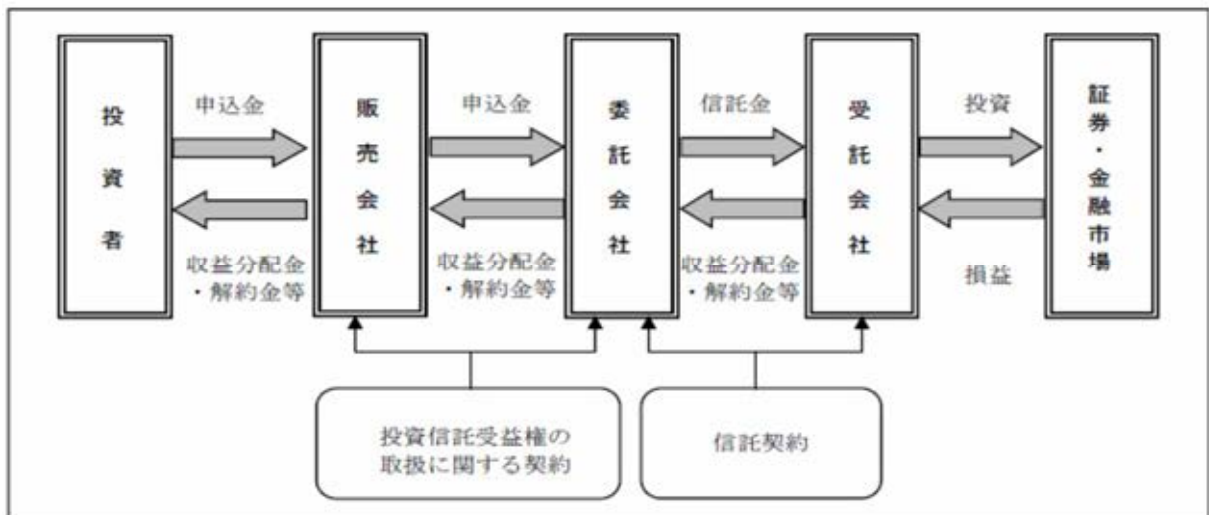 投資者
申込金
収益分配金
・解約金等
販売会社
申込金
収益分配金
・解約金等
委託会社
信託金
収益分配金
・解約金等
受託会社
投資
損益
証券・金融市場
投資信託受益権の
取扱に関する契約
信託契約